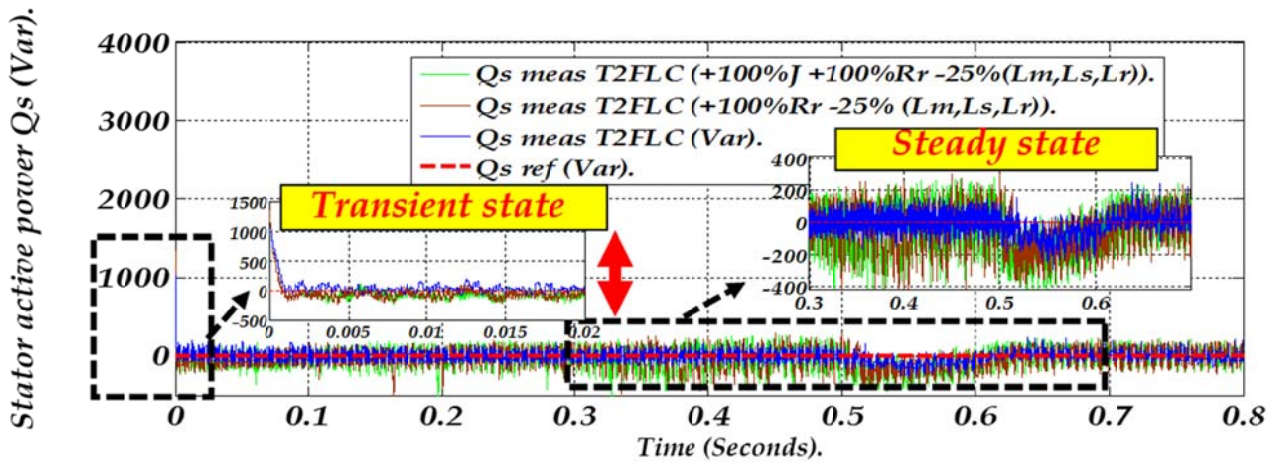 Stator active power Qs (Var).
4000
3000
2000
1000
0
Qs meas T2FLC (+100%J +100%Rr -25%(Lm,Ls,Lr)).
Qs meas T2FLC (+100%Rr -25% (Lm,Ls,Lr)).
Qs meas T2FLC (Var).
Qs ref (Var).
Transient state
1500
1000
500
0
-500
0 0.005 0.01 0.015 0.02
Steady state
400
200
0
-200
-400
0.3 0.4 0.5 0.6
0 0.1 0.2 0.3 0.4 0.5 0.6 0.7 0.8
Time (Seconds).